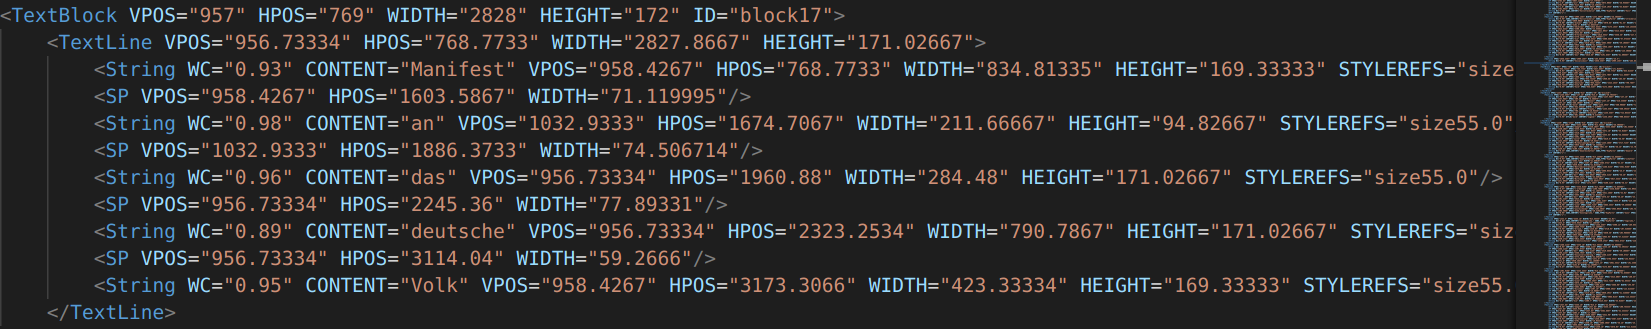 <TextBlock VPOS="957" HPOS="769" WIDTH="2828" HEIGHT="172" ID="block17">
<TextLine VPOS="956.73334" HPOS="768.7733" WIDTH="2827.8667" HEIGHT="171.02667">
<String WC="0.93" CONTENT="Manifest" VPOS="958.4267" HPOS="768.7733" WIDTH="834.81335" HEIGHT="169.33333" STYLEREFS="size
<SP VPOS="958.4267" HPOS="1603.5867" WIDTH="71.119995"/>
<String WC="0.98" CONTENT="an" VPOS="1032.9333" HPOS="1674.7067" WIDTH="211.66667" HEIGHT="94.82667" STYLEREFS="size55.0"
<SP VPOS="1032.9333" HPOS="1886.3733" WIDTH="74.506714"/>
<String WC="0.96" CONTENT="das" VPOS="956.73334" HPOS="1960.88" WIDTH="284.48" HEIGHT="171.02667" STYLEREFS="size55.0"/>
<SP VPOS="956.73334" HPOS="2245.36" WIDTH="77.89331"/>
<String WC="0.89" CONTENT="deutsche" VPOS="956.73334" HPOS="2323.2534" WIDTH="790.7867" HEIGHT="171.02667" STYLEREFS="siz
<SP VPOS="956.73334" HPOS="3114.04" WIDTH="59.2666"/>
<String WC="0.95" CONTENT="Volk" VPOS="958.4267" HPOS="3173.3066" WIDTH="423.33334" HEIGHT="169.33333" STYLEREFS="size55.
</TextLine>